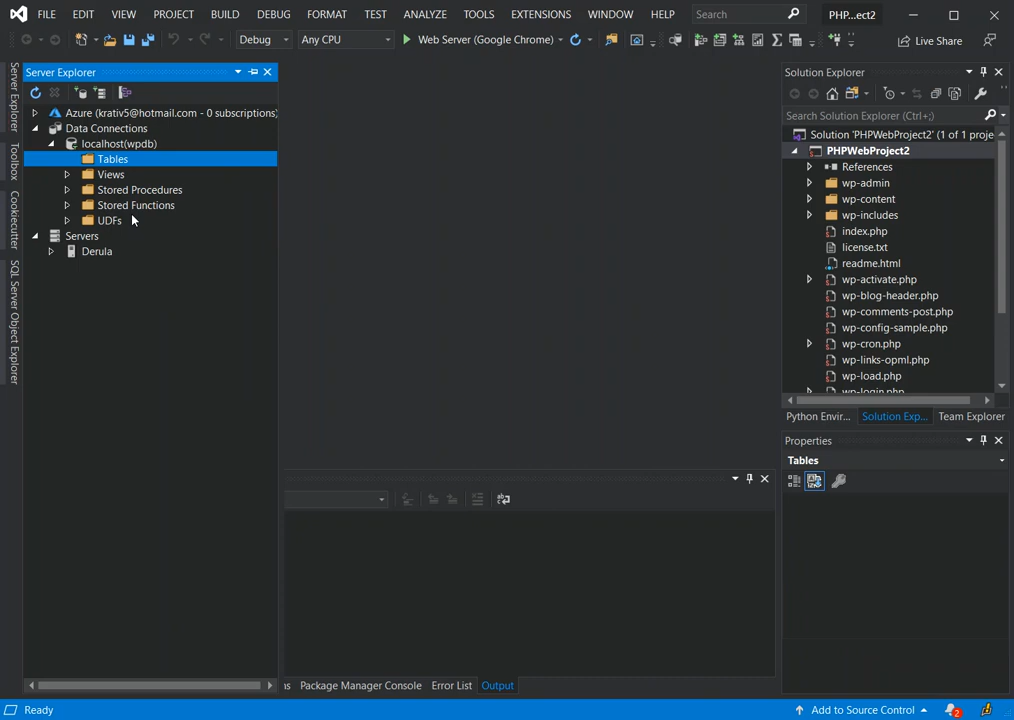 FILE EDIT VIEW PROJECT BUILD DEBUG FORMAT TEST ANALYZE TOOLS EXTENSIONS WINDOW HELP Search PHP...ect2
Debug Any CPU Web Server (Google Chrome) Live Share
Server Explorer
Toolbox
Cookiecutter
SQL Server Object Explorer
Server Explorer
Azure (krativ5@hotmail.com - 0 subscriptions)
Data Connections
localhost(wpdb)
Tables
Views
Stored Procedures
Stored Functions
UDFs
Servers
Derula
Solution Explorer
Search Solution Explorer (Ctrl+;)
Solution 'PHPWebProject2' (1 of 1 proje
PHPWebProject2
References
wp-admin
wp-content
wp-includes
index.php
license.txt
readme.html
wp-activate.php
wp-blog-header.php
wp-comments-post.php
wp-config-sample.php
wp-cron.php
wp-links-opml.php
wp-load.php
wp-login.php
Python Envir... Solution Exp... Team Explorer
Properties
Tables
ns Package Manager Console Error List Output
Ready Add to Source Control 2